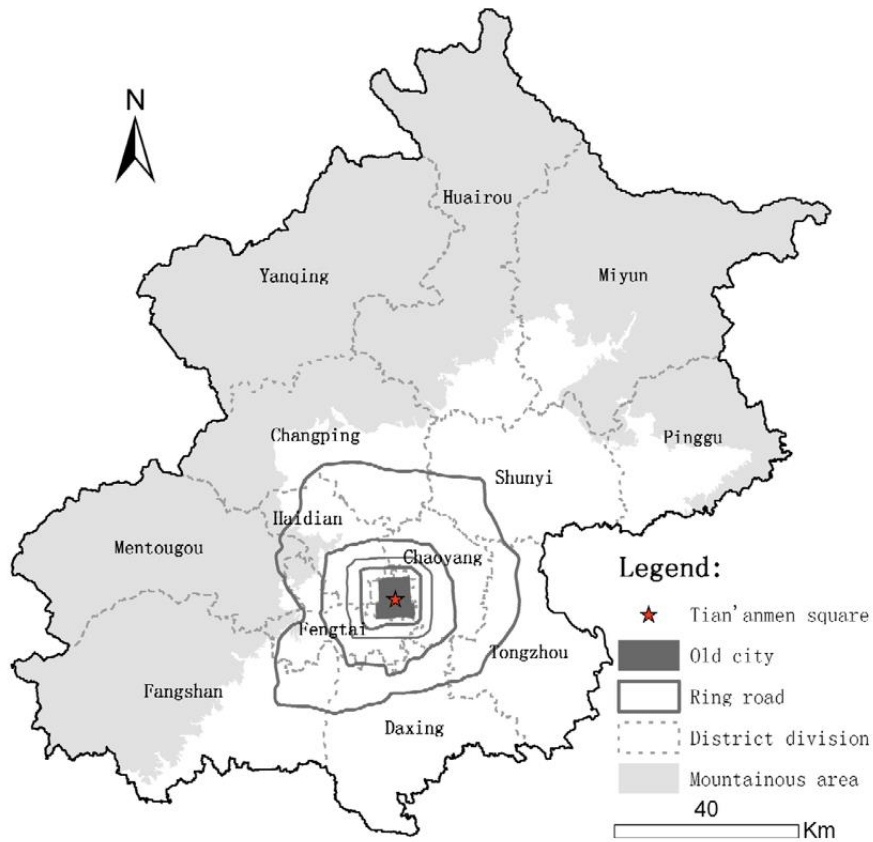 N
Huairou
Yanqing
Miyun
Changping
Pinggu
Shunyi
Haidian
Mentougou
Chaoyang
Fengtai
Tongzhou
Fangshan
Daxing
Legend:
Tian'anmen square
Old city
Ring road
District division
Mountainous area
40
Km